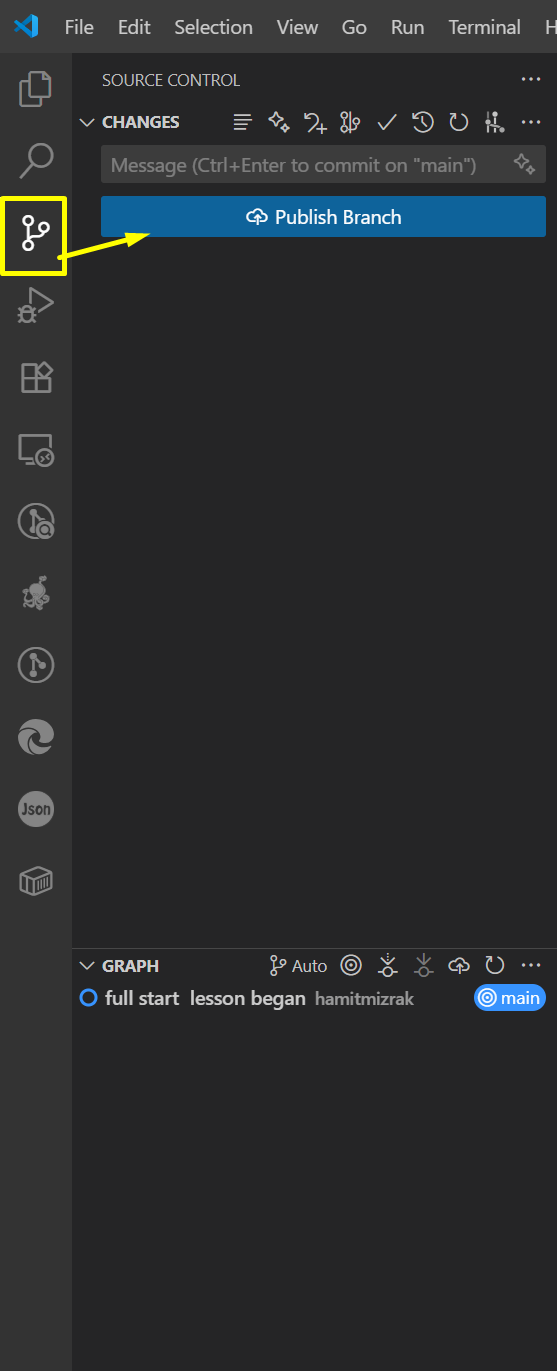 File Edit Selection View Go Run Terminal H
SOURCE CONTROL
CHANGES
Message (Ctrl+Enter to commit on "main")
Publish Branch
Json
GRAPH Auto
full start lesson began hamitmizrak main